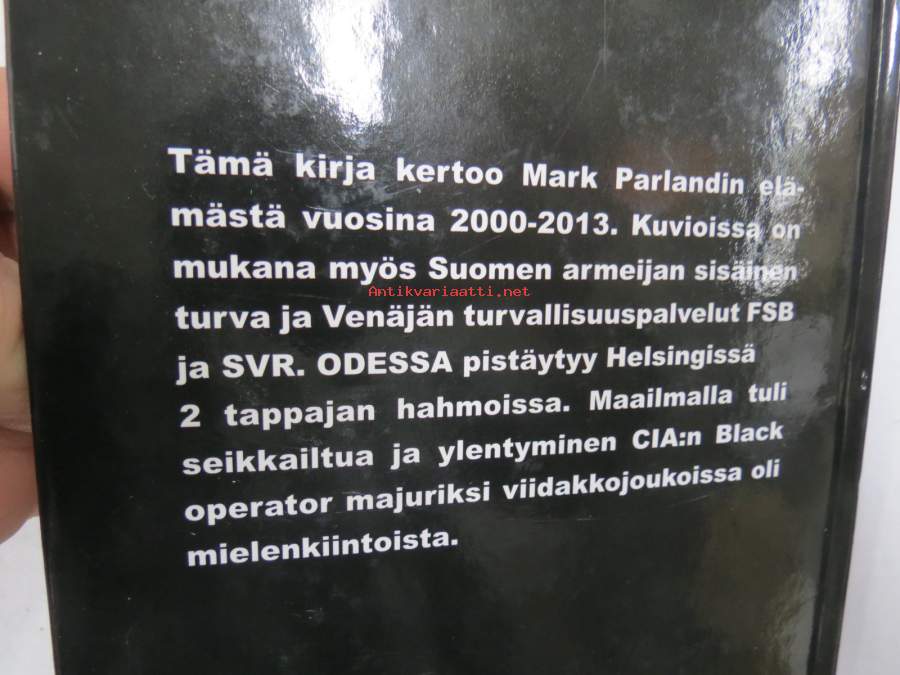 Tämä kirja kertoo Mark Parlandin elä-
mästä vuosina 2000-2013. Kuvioissa on
mukana myös Suomen armeijan sisäinen
Antikvariaatti.net
turva ja Venäjän turvallisuuspalvelut FSB
ja SVR. ODESSA pistäytyy Helsingissä
2 tappajan hahmoissa. Maailmalla tuli
seikkailtua ja ylentyminen CIA:n Black
operator majuriksi viidakkojoukoissa oli
mielenkiintoista.